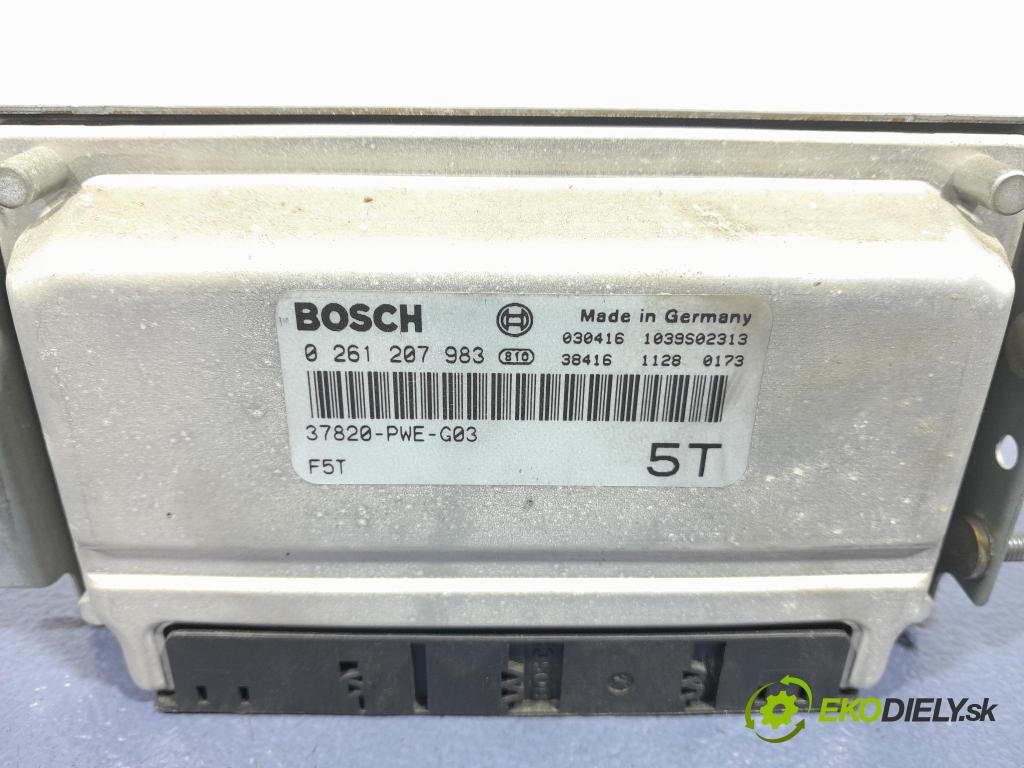 BOSCH
Made in Germany
0 261 207 983 810
030416 1039S02313
38416 1128 0173
37820-PWE-G03
F5T
5T
EKODIELY.sk